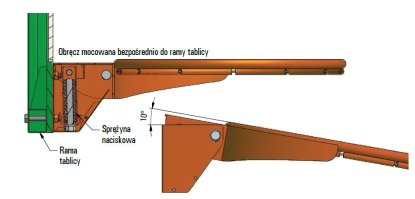 Obręcz mocowana bezpośrednio do ramy tablicy
10°
Sprężyna
naciskowa
Rama
tablicy